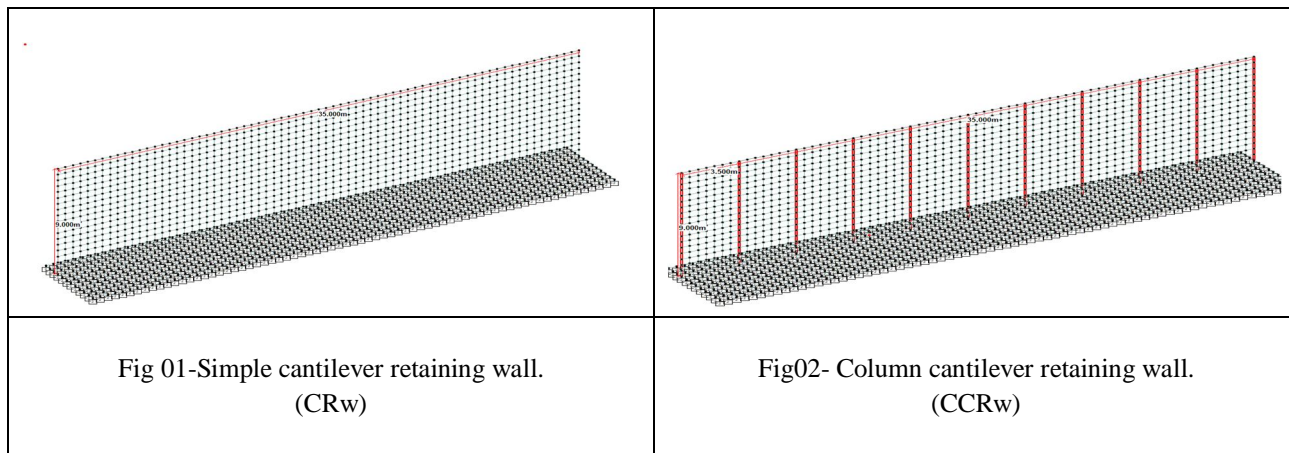 35.000m
9.000m
35.000m
3.500m
9.000m
Fig 01-Simple cantilever retaining wall.
(CRw)
Fig02- Column cantilever retaining wall.
(CCRw)